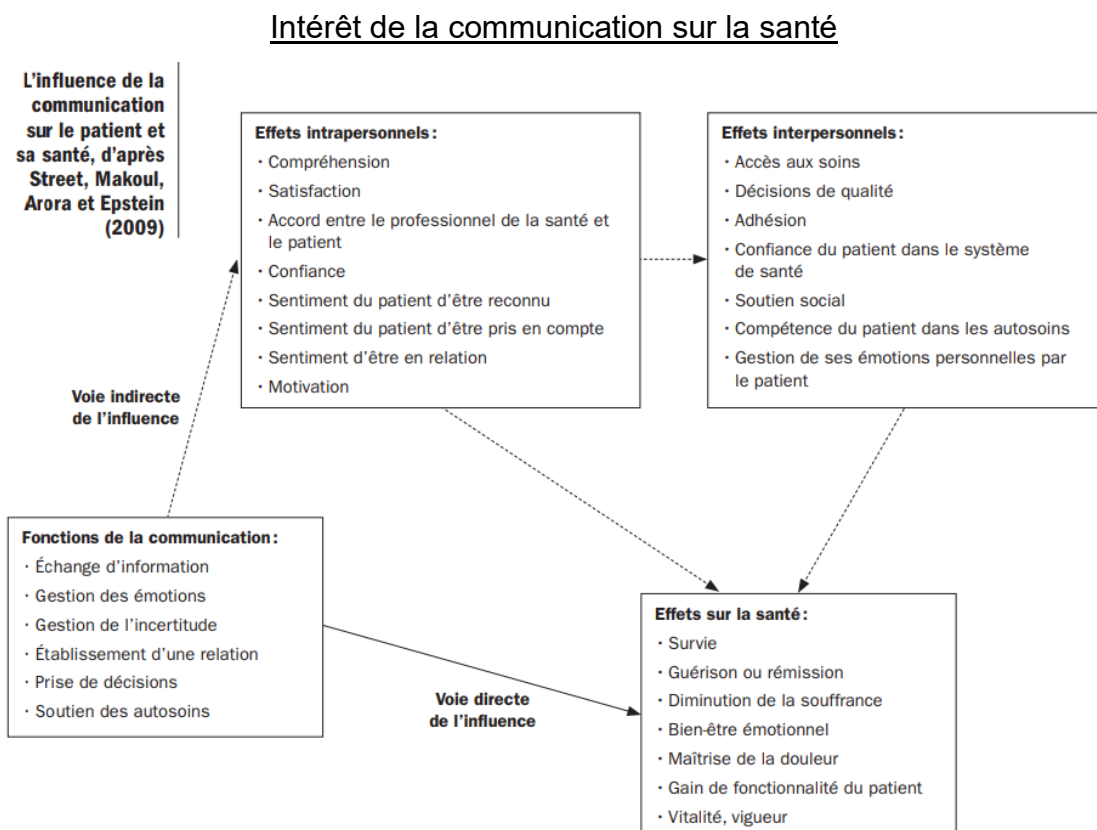 Intérêt de la communication sur la santé
L'influence de la
communication
sur le patient et
sa santé, d'après
Street, Makoul,
Arora et Epstein
(2009)
Effets intrapersonnels :
· Compréhension
· Satisfaction
· Accord entre le professionnel de la santé et
le patient
· Confiance
· Sentiment du patient d'être reconnu
· Sentiment du patient d'être pris en compte
· Sentiment d'être en relation
· Motivation
Effets interpersonnels :
· Accès aux soins
· Décisions de qualité
· Adhésion
· Confiance du patient dans le système
de santé
· Soutien social
· Compétence du patient dans les autosoins
· Gestion de ses émotions personnelles par
le patient
Voie indirecte
de l'influence
Fonctions de la communication :
· Échange d'information
· Gestion des émotions
· Gestion de l'incertitude
· Établissement d'une relation
· Prise de décisions
· Soutien des autosoins
Voie directe
de l'influence
Effets sur la santé :
· Survie
· Guérison ou rémission
· Diminution de la souffrance
· Bien-être émotionnel
· Maîtrise de la douleur
· Gain de fonctionnalité du patient
· Vitalité, vigueur